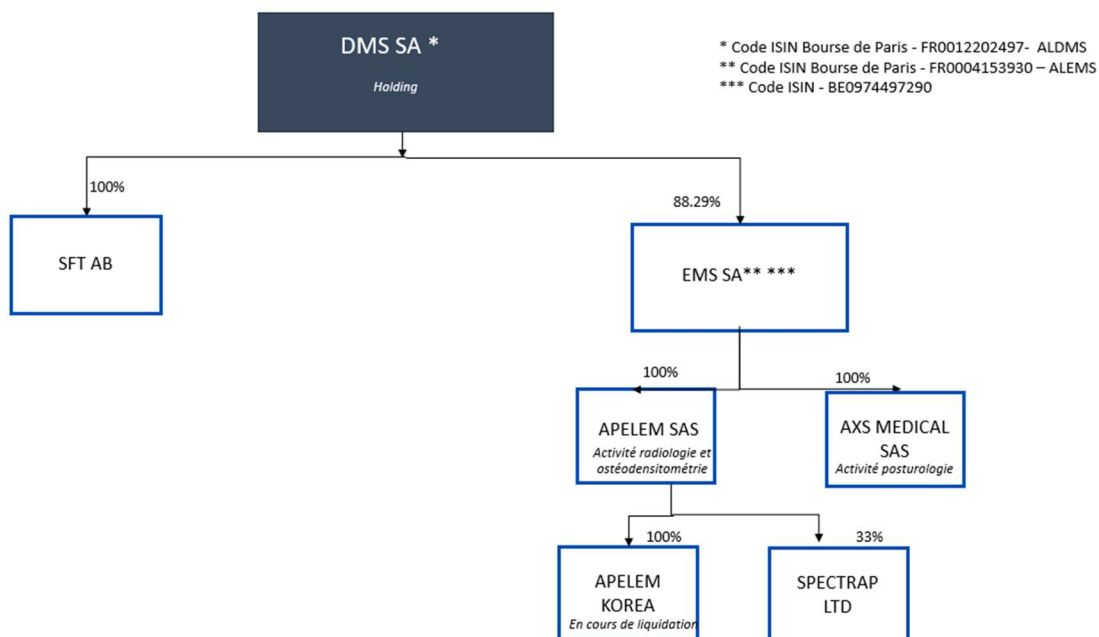 DMS SA *
Holding
* Code ISIN Bourse de Paris - FR0012202497- ALDMS
** Code ISIN Bourse de Paris - FR0004153930 – ALEMS
*** Code ISIN - BE0974497290
100%
88.29%
SFT AB
EMS SA** ***
100%
100%
APELEM SAS
Activité radiologie et
ostéodensitométrie
AXS MEDICAL
SAS
Activité posturologie
100%
33%
APELEM
KOREA
En cours de liquidation
SPECTRAP
LTD